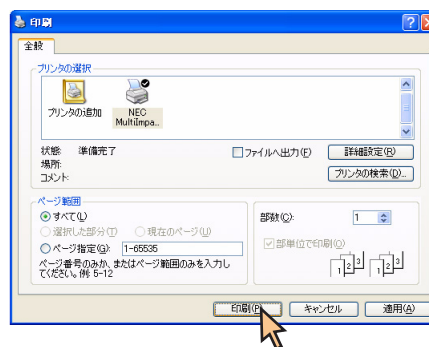 印刷
全般
プリンタの選択
プリンタの追加
NEC
MultiImpa...
状態: 準備完了
場所:
コメント:
ファイルへ出力(F)
詳細設定(R)
プリンタの検索(D)...
ページ範囲
すべて(L)
選択した部分(T) 現在のページ(U)
ページ指定(G): 1-65535
ページ番号のみか、またはページ範囲のみを入力し
てください。例: 5-12
部数(C): 1
部単位で印刷(O)
1 2 3 1 2 3
印刷(P) キャンセル 適用(A)